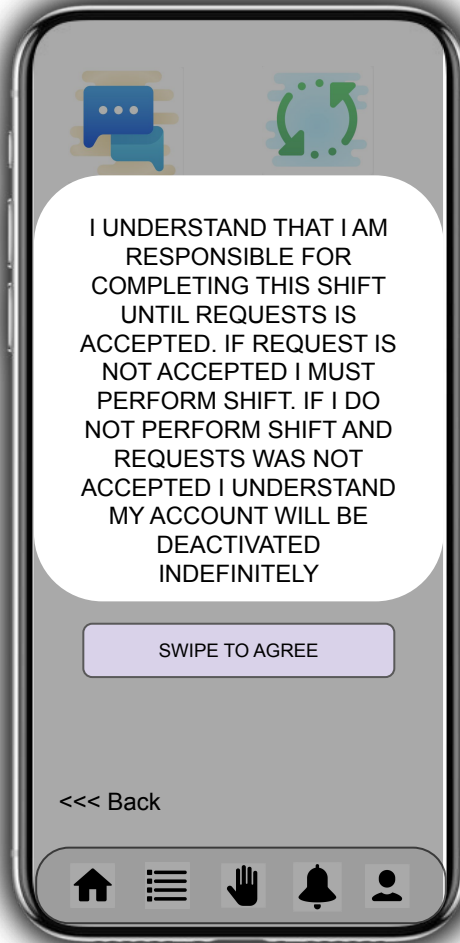 I UNDERSTAND THAT I AM
RESPONSIBLE FOR
COMPLETING THIS SHIFT
UNTIL REQUESTS IS
ACCEPTED. IF REQUEST IS
NOT ACCEPTED I MUST
PERFORM SHIFT. IF I DO
NOT PERFORM SHIFT AND
REQUESTS WAS NOT
ACCEPTED I UNDERSTAND
MY ACCOUNT WILL BE
DEACTIVATED
INDEFINITELY
SWIPE TO AGREE
<<< Back